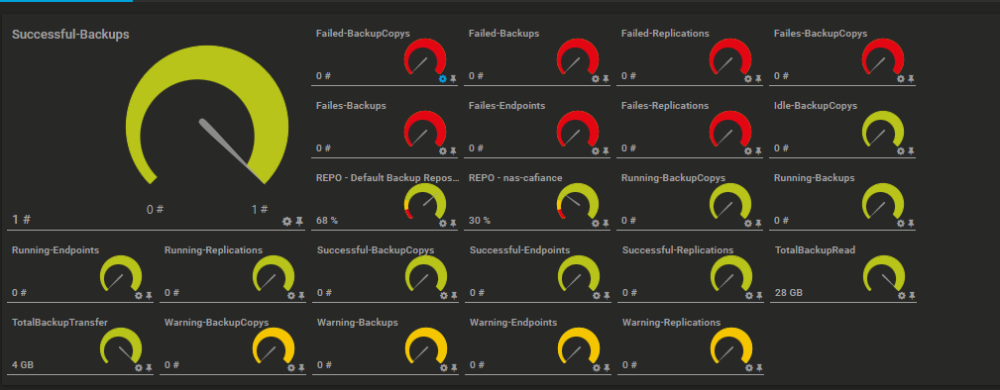 Successful-Backups
0 #
1 #
1 #
Failed-BackupCopys
0 #
Failed-Backups
0 #
Failed-Replications
0 #
Failes-BackupCopys
0 #
Failes-Backups
0 #
Failes-Endpoints
0 #
Failes-Replications
0 #
Idle-BackupCopys
0 #
REPO - Default Backup Repos...
68 %
REPO - nas-cafiance
30 %
Running-BackupCopys
0 #
Running-Backups
0 #
Running-Endpoints
0 #
Running-Replications
0 #
Successful-BackupCopys
0 #
Successful-Endpoints
0 #
Successful-Replications
0 #
TotalBackupRead
28 GB
TotalBackupTransfer
4 GB
Warning-BackupCopys
0 #
Warning-Backups
0 #
Warning-Endpoints
0 #
Warning-Replications
0 #